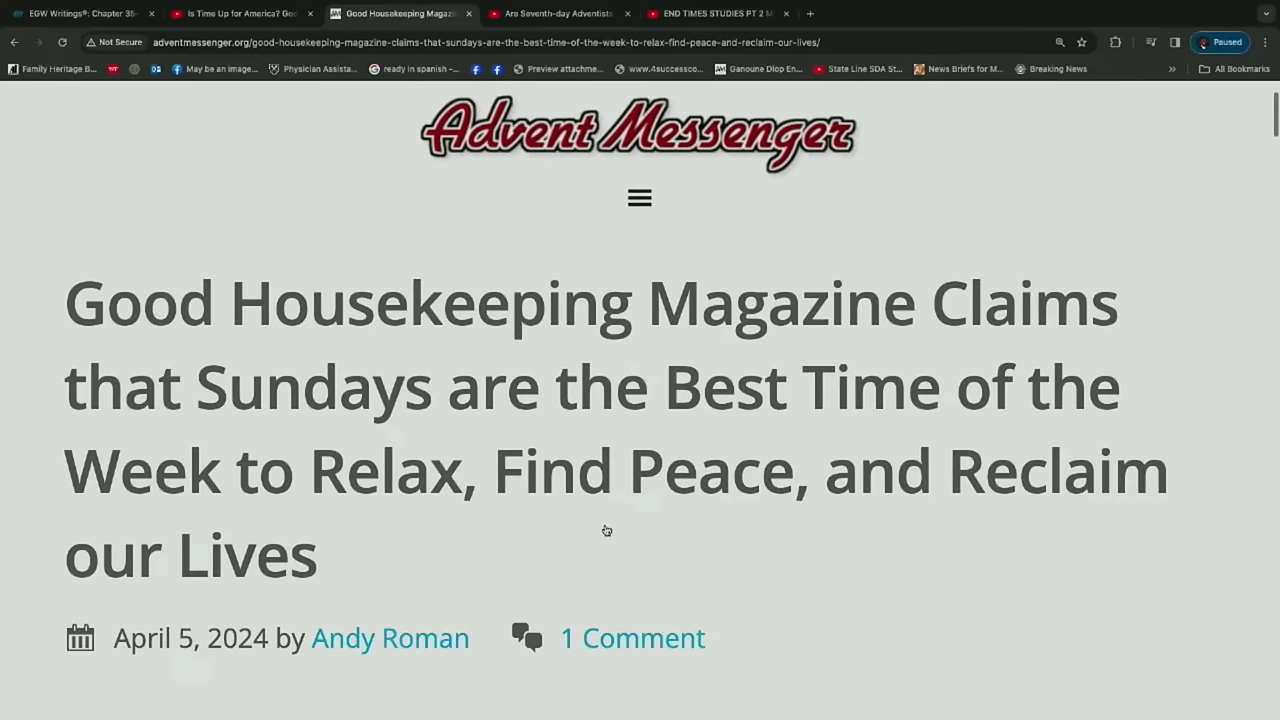 EGW Writings®: Chapter 35-
Is Time Up for America? Go
Good Housekeeping Magaz
Are Seventh-day Adventists
END TIMES STUDIES PT 2 M
Not Secure
adventmessenger.org/good-housekeeping-magazine-claims-that-sundays-are-the-best-time-of-the-week-to-relax-find-peace-and-reclaim-our-lives/
Paused
Family Heritage B...
May be an image...
Physician Assista...
ready in spanish -...
Preview attachme...
www.4successco...
Ganoune Diop En...
State Line SDA St...
News Briefs for M...
Breaking News
All Bookmarks
Advent Messenger
Good Housekeeping Magazine Claims
that Sundays are the Best Time of the
Week to Relax, Find Peace, and Reclaim
our Lives
April 5, 2024 by Andy Roman
1 Comment